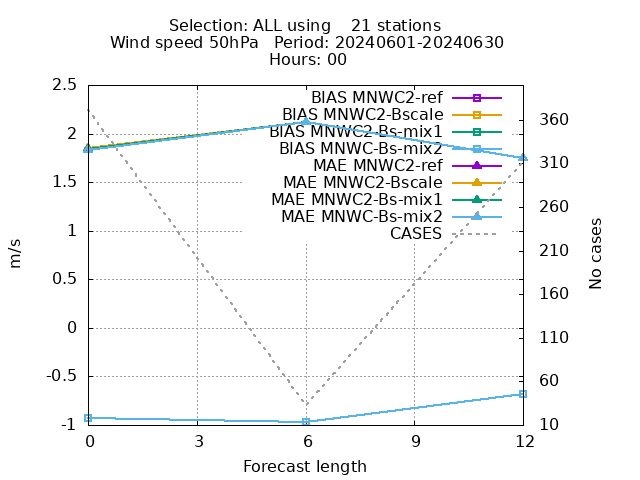 Selection: ALL using    21 stations
Wind speed 50hPa   Period: 20240601-20240630
Hours: 00
2.5
2
1.5
1
0.5
0
-0.5
-1
m/s
BIAS MNWC2-ref
BIAS MNWC2-Bscale
BIAS MNWC2-Bs-mix1
BIAS MNWC-Bs-mix2
MAE MNWC2-ref
MAE MNWC2-Bscale
MAE MNWC2-Bs-mix1
MAE MNWC-Bs-mix2
CASES
360
310
260
210
160
110
60
10
No cases
0 3 6 9 12
Forecast length